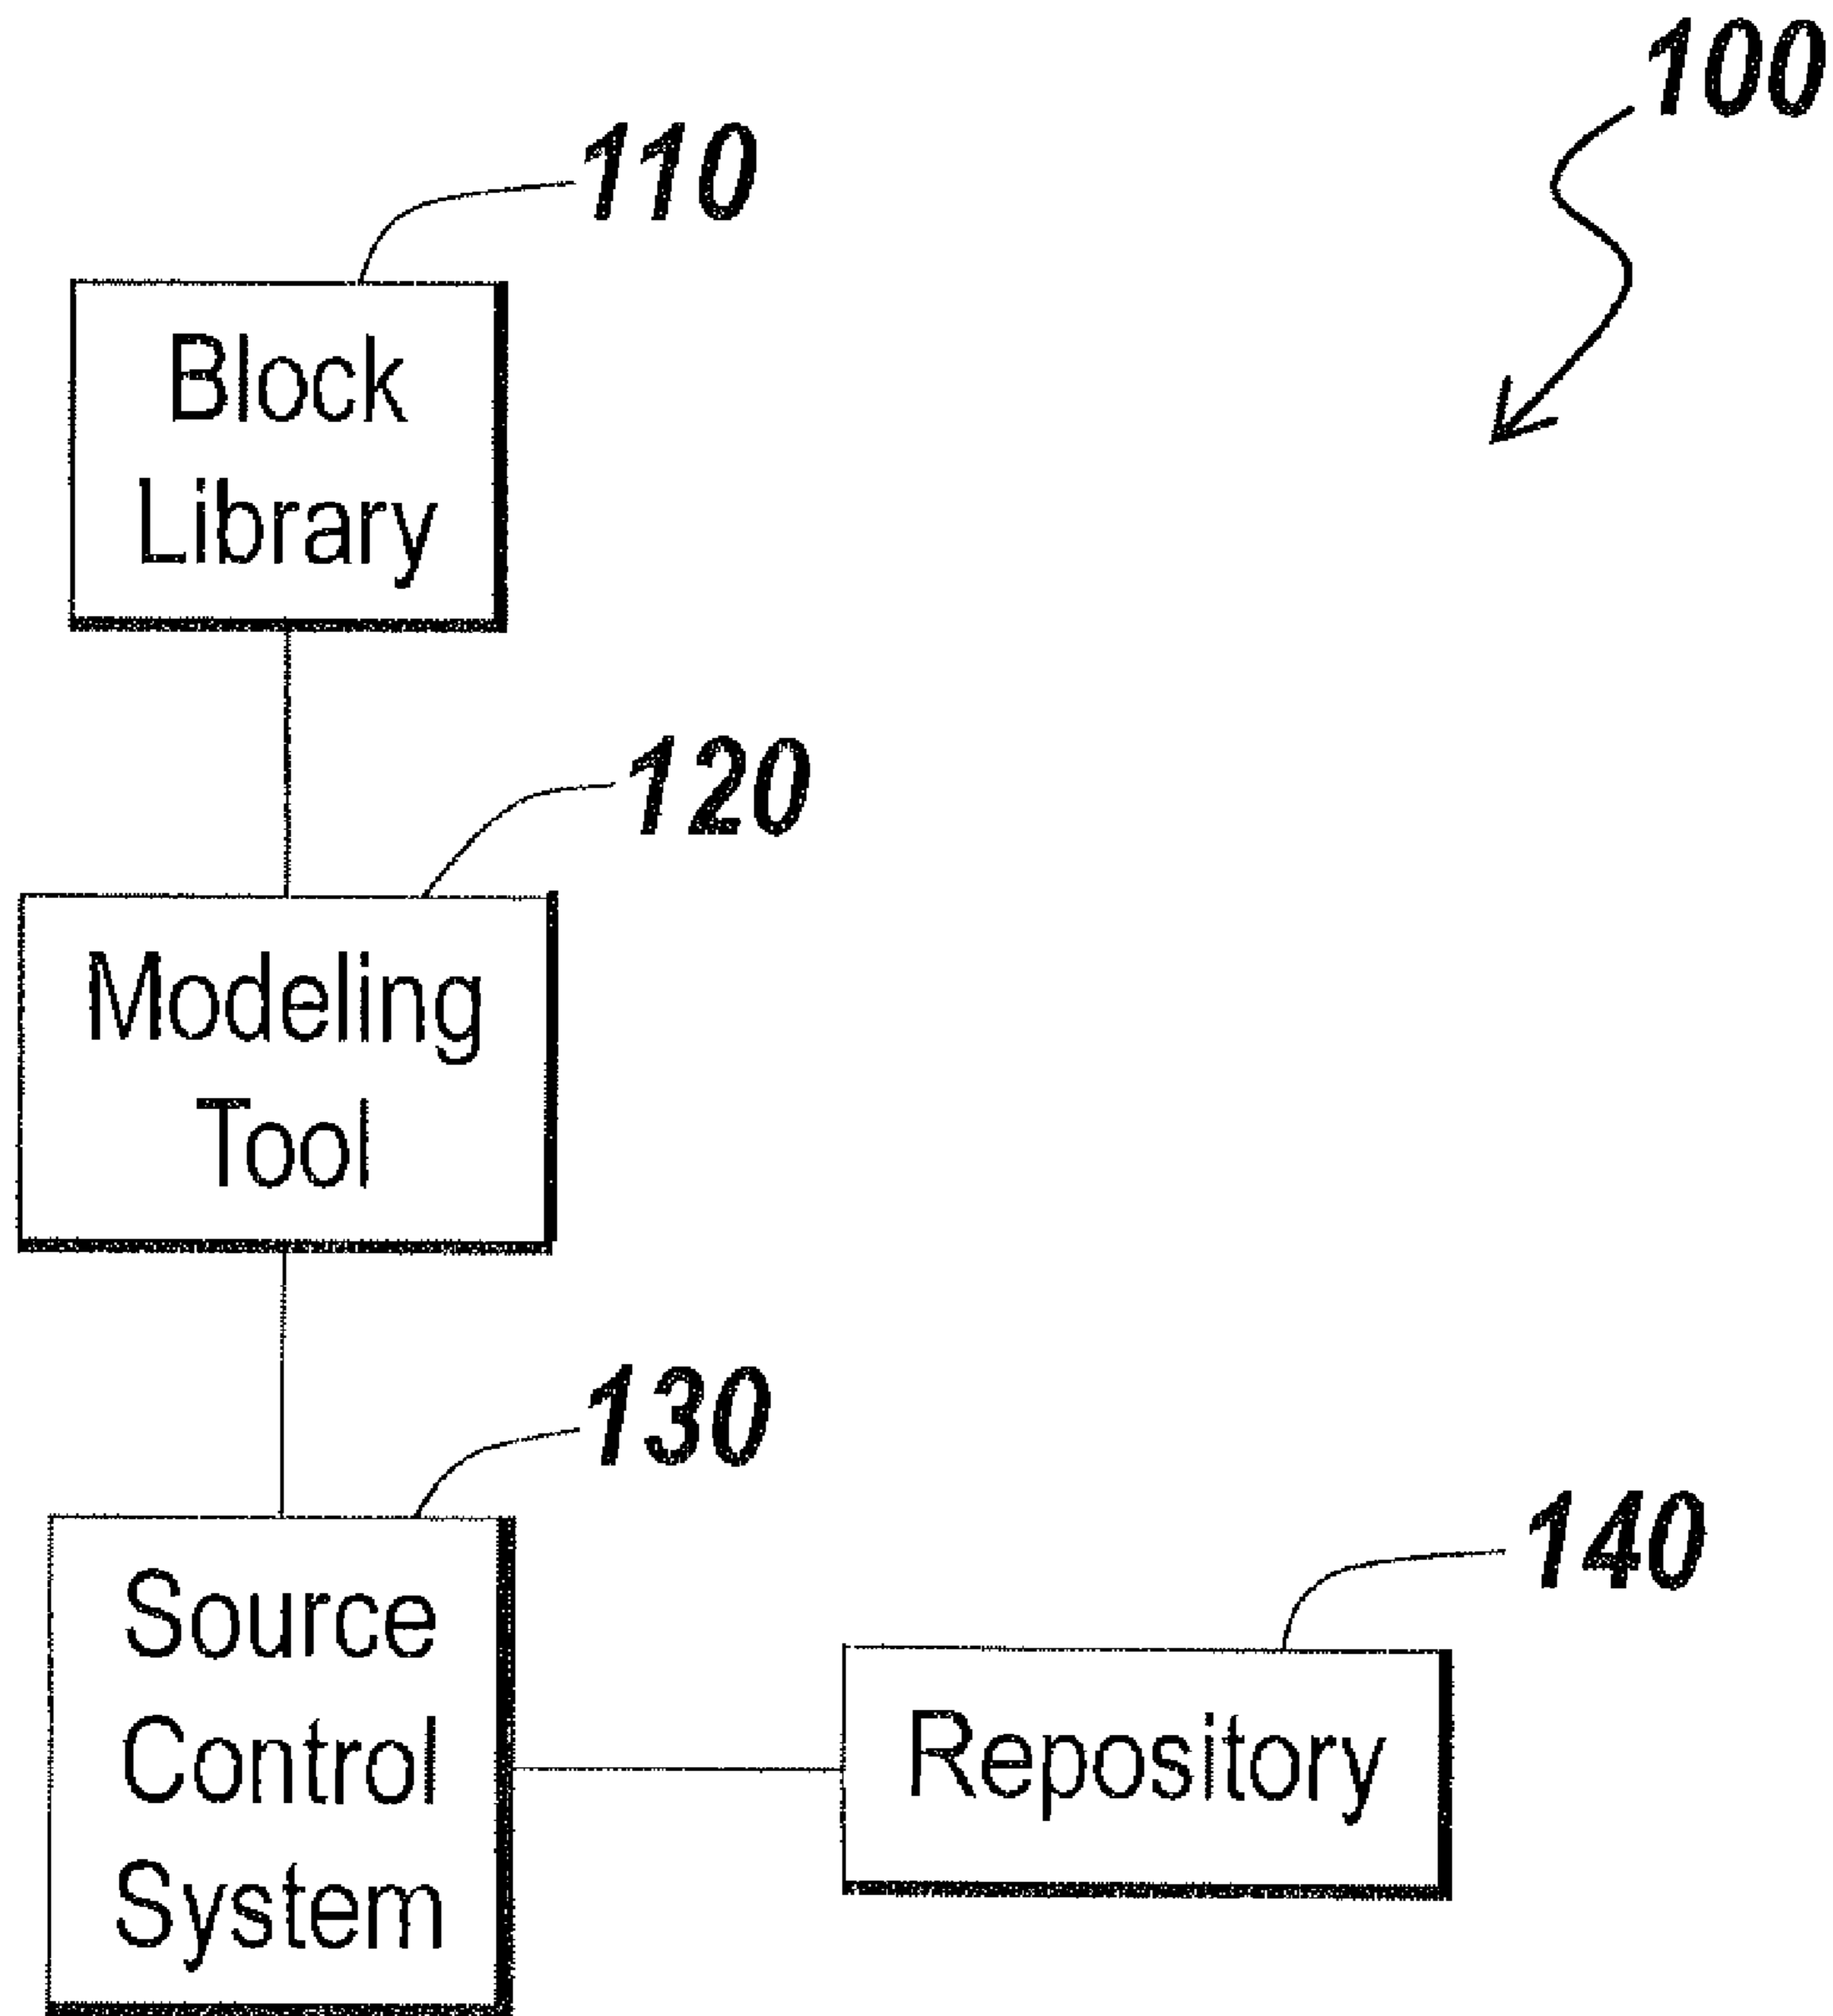 100
110
Block
Library
120
Modeling
Tool
130
Source
Control
System
140
Repository